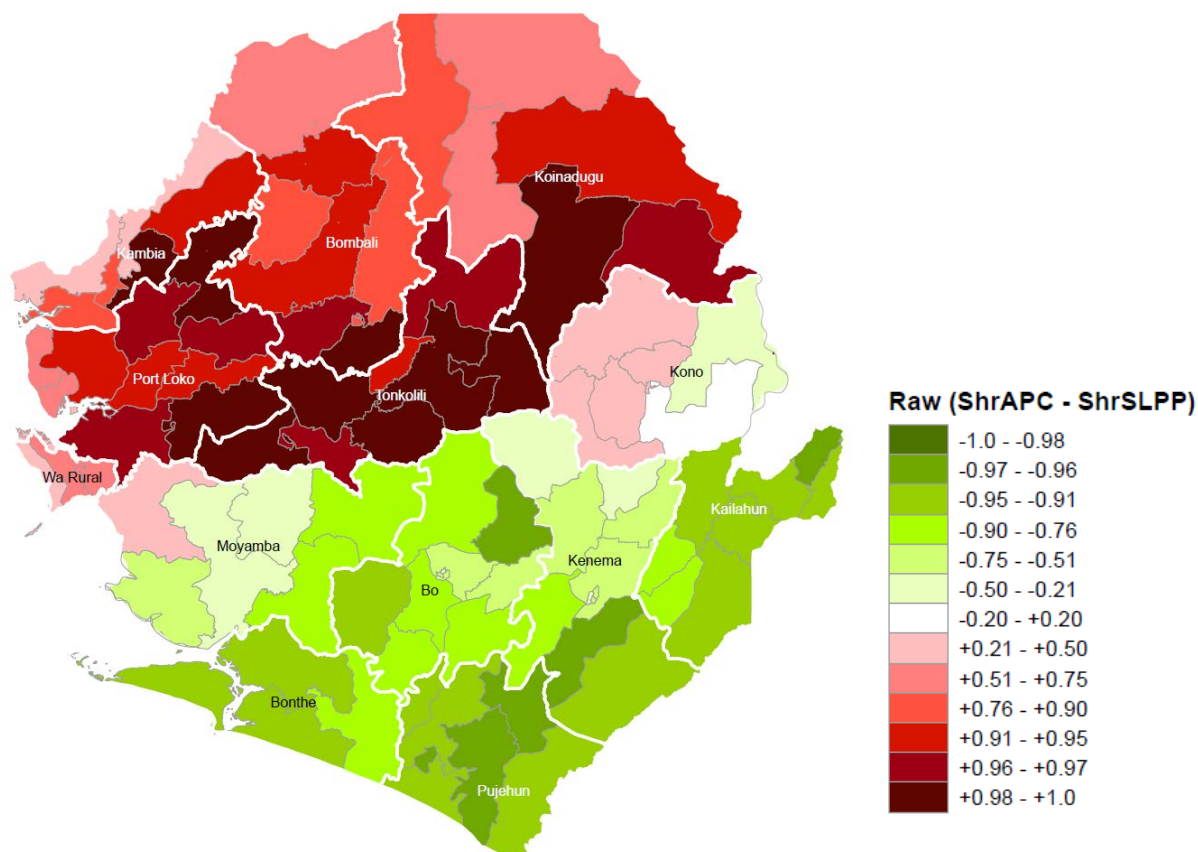 Koinadugu
Bombali
Kambia
Port Loko
Tonkolili
Kono
Wa Rural
Moyamba
Kailahun
Kenema
Bo
Bonthe
Pujehun
Raw (ShrAPC - ShrSLPP)
-1.0 - -0.98
-0.97 - -0.96
-0.95 - -0.91
-0.90 - -0.76
-0.75 - -0.51
-0.50 - -0.21
-0.20 - +0.20
+0.21 - +0.50
+0.51 - +0.75
+0.76 - +0.90
+0.91 - +0.95
+0.96 - +0.97
+0.98 - +1.0